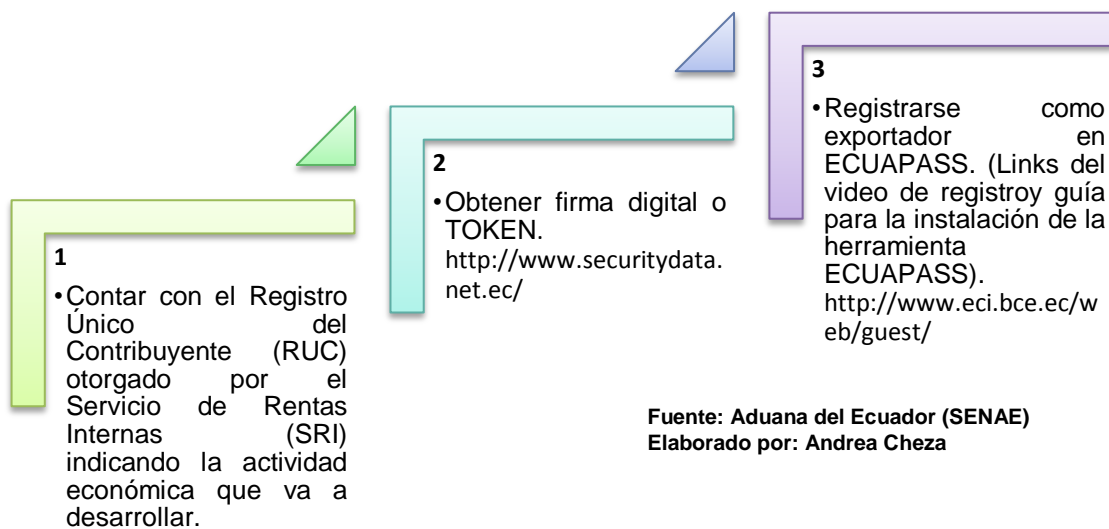 1
•Contar con el Registro
Único del
Contribuyente (RUC)
otorgado por el
Servicio de Rentas
Internas (SRI)
indicando la actividad
económica que va a
desarrollar.
2
•Obtener firma digital o
TOKEN.
http://www.securitydata.
net.ec/
3
•Registrarse como
exportador en
ECUAPASS. (Links del
video de registroy guía
para la instalación de la
herramienta
ECUAPASS).
http://www.eci.bce.ec/w
eb/guest/
Fuente: Aduana del Ecuador (SENAE)
Elaborado por: Andrea Cheza